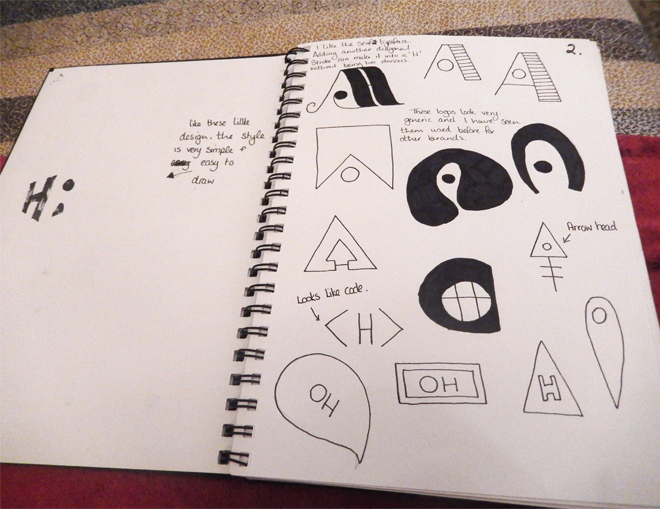 Like these little
design, the style
is very simple +
easy to
draw
H:
I like the serif
Adding another diagonal
Stroke can make it into a 'H'
without being too obvious.
2.
These logos look very
generic and I have seen
them used before for
other brands.
Arrow head
Looks like code.
<H>
OH
OH
H